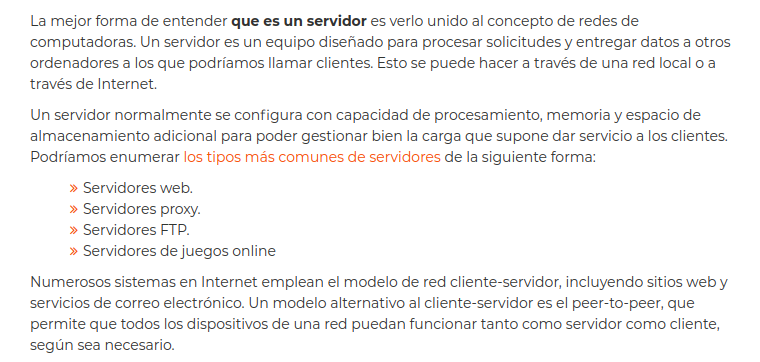 La mejor forma de entender que es un servidor es verlo unido al concepto de redes de
computadoras. Un servidor es un equipo diseñado para procesar solicitudes y entregar datos a otros
ordenadores a los que podríamos llamar clientes. Esto se puede hacer a través de una red local o a
través de Internet.
Un servidor normalmente se configura con capacidad de procesamiento, memoria y espacio de
almacenamiento adicional para poder gestionar bien la carga que supone dar servicio a los clientes.
Podríamos enumerar los tipos más comunes de servidores de la siguiente forma:
» Servidores web.
» Servidores proxy.
» Servidores FTP.
» Servidores de juegos online
Numerosos sistemas en Internet emplean el modelo de red cliente-servidor, incluyendo sitios web y
servicios de correo electrónico. Un modelo alternativo al cliente-servidor es el peer-to-peer, que
permite que todos los dispositivos de una red puedan funcionar tanto como servidor como cliente,
según sea necesario.